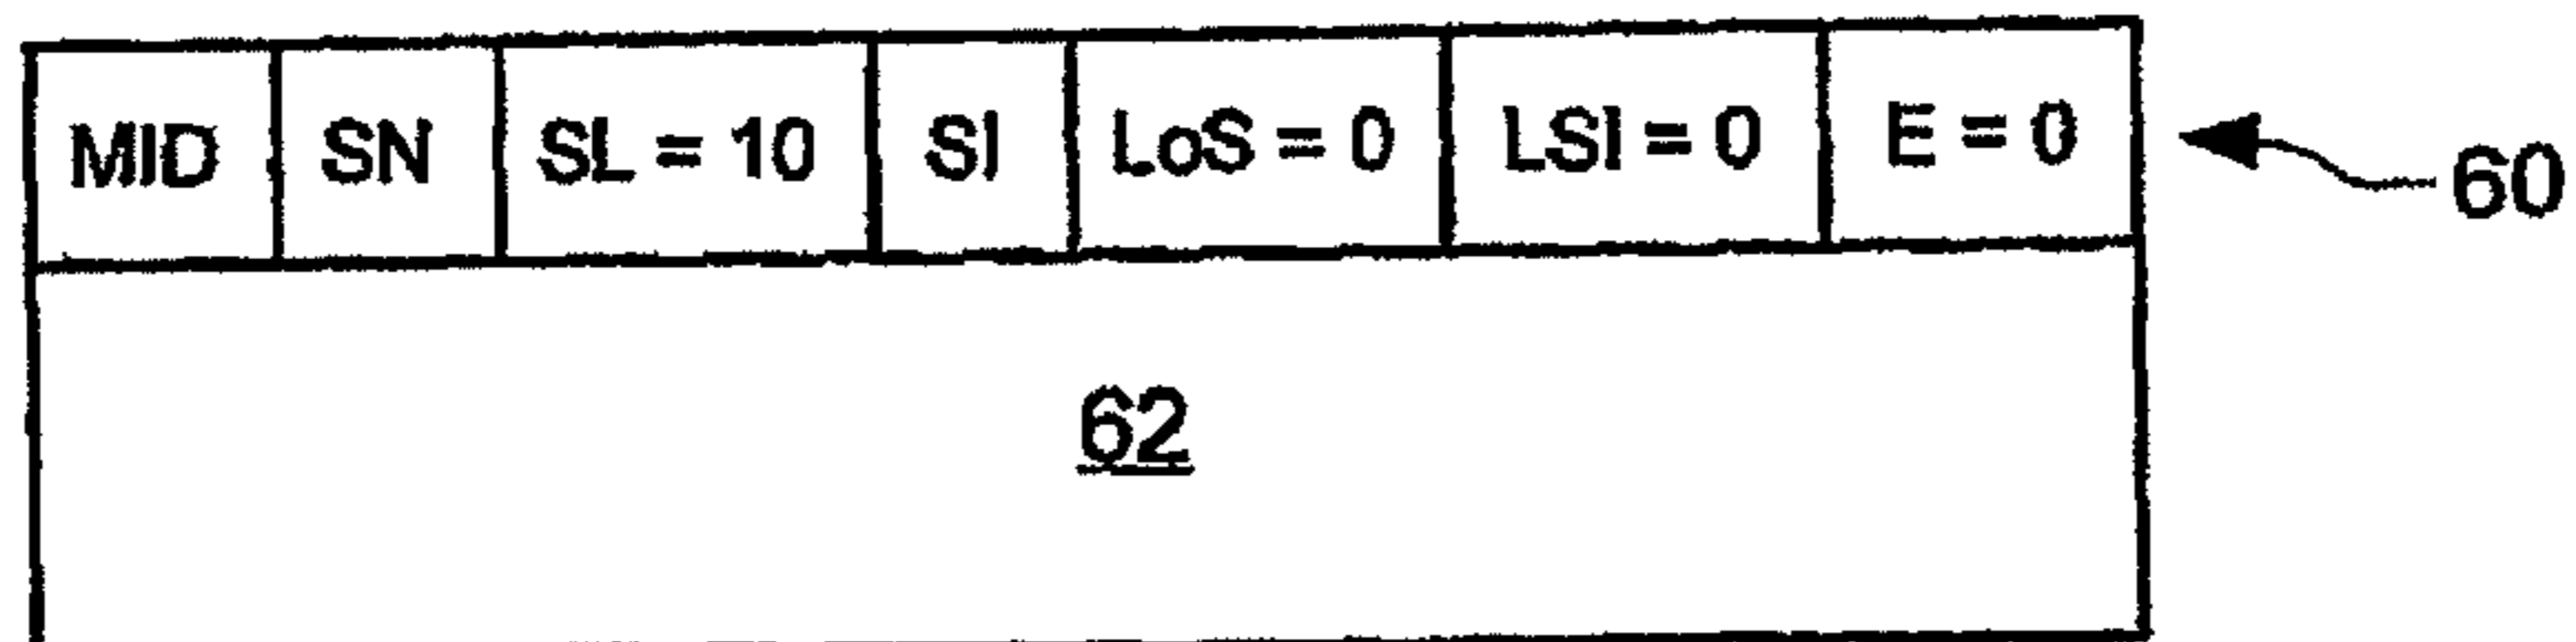 MID SN SL = 10 SI LoS = 0 LSI = 0 E = 0 60
62